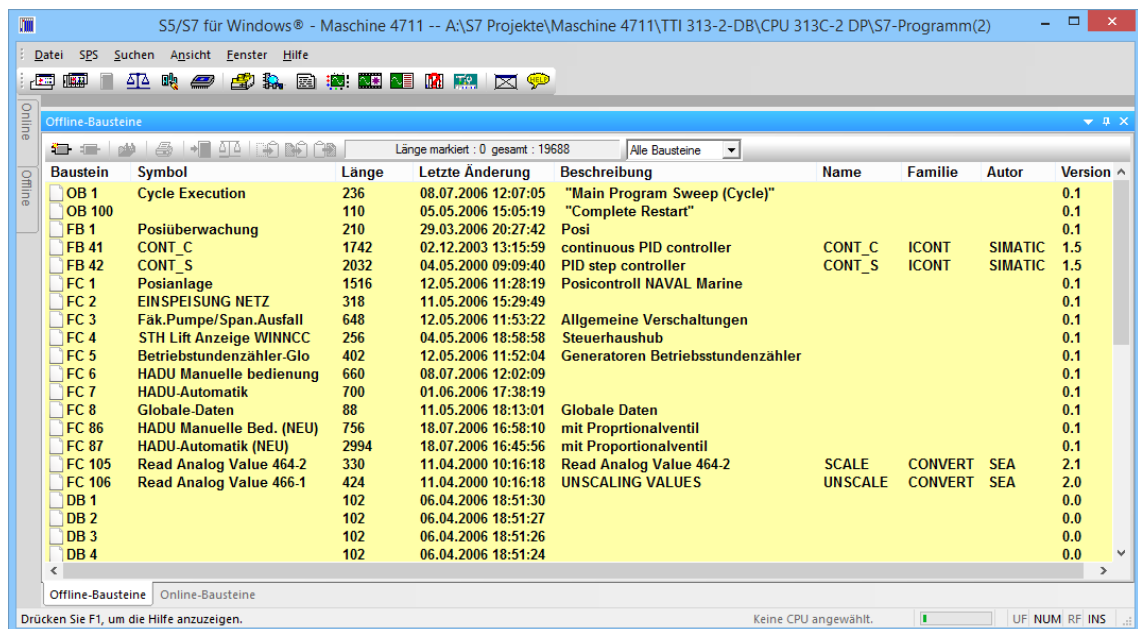 S5/S7 für Windows® - Maschine 4711 -- A:\S7 Projekte\Maschine 4711\TTI 313-2-DB\CPU 313C-2 DP\S7-Programm(2)
Datei SPS Suchen Ansicht Fenster Hilfe
HELP
Online
Offline
Offline-Bausteine
Länge markiert : 0 gesamt : 19688 Alle Bausteine
Baustein Symbol Länge Letzte Änderung Beschreibung Name Familie Autor Version
OB 1 Cycle Execution 236 08.07.2006 12:07:05 "Main Program Sweep (Cycle)" 0.1
OB 100 110 05.05.2006 15:05:19 "Complete Restart" 0.1
FB 1 Posiüberwachung 210 29.03.2006 20:27:42 Posi 0.1
FB 41 CONT_C 1742 02.12.2003 13:15:59 continuous PID controller CONT_C ICONT SIMATIC 1.5
FB 42 CONT_S 2032 04.05.2000 09:09:40 PID step controller CONT_S ICONT SIMATIC 1.5
FC 1 Posianlage 1516 12.05.2006 11:28:19 Posicontroll NAVAL Marine 0.1
FC 2 EINSPEISUNG NETZ 318 11.05.2006 15:29:49 0.1
FC 3 Fäk.Pumpe/Span.Ausfall 648 12.05.2006 11:53:22 Allgemeine Verschaltungen 0.1
FC 4 STH Lift Anzeige WINNCC 256 04.05.2006 18:58:58 Steuerhaushub 0.1
FC 5 Betriebstundenzähler-Glo 402 12.05.2006 11:52:04 Generatoren Betriebsstundenzähler 0.1
FC 6 HADU Manuelle bedienung 660 08.07.2006 12:02:09 0.1
FC 7 HADU-Automatik 700 01.06.2006 17:38:19 0.1
FC 8 Globale-Daten 88 11.05.2006 18:13:01 Globale Daten 0.1
FC 86 HADU Manuelle Bed. (NEU) 756 18.07.2006 16:58:10 mit Proprtionalventil 0.1
FC 87 HADU-Automatik (NEU) 2994 18.07.2006 16:45:56 mit Proportionalventil 0.1
FC 105 Read Analog Value 464-2 330 11.04.2000 10:16:18 Read Analog Value 464-2 SCALE CONVERT SEA 2.1
FC 106 Read Analog Value 466-1 424 11.04.2000 10:16:18 UNSCALING VALUES UNSCALE CONVERT SEA 2.0
DB 1 102 06.04.2006 18:51:30 0.0
DB 2 102 06.04.2006 18:51:27 0.0
DB 3 102 06.04.2006 18:51:26 0.0
DB 4 102 06.04.2006 18:51:24 0.0
Offline-Bausteine Online-Bausteine
Drücken Sie F1, um die Hilfe anzuzeigen. Keine CPU angewählt. UF NUM RF INS